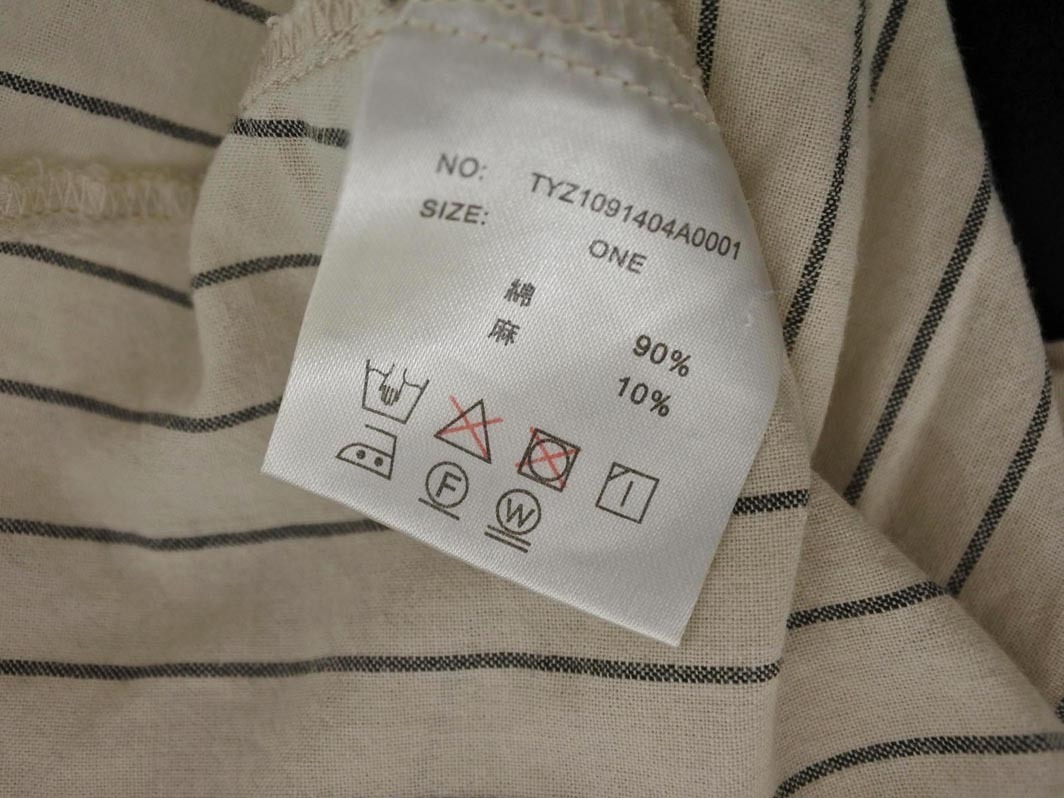 NO: TYZ1091404A0001
SIZE: ONE
綿 90%
麻 10%
F W